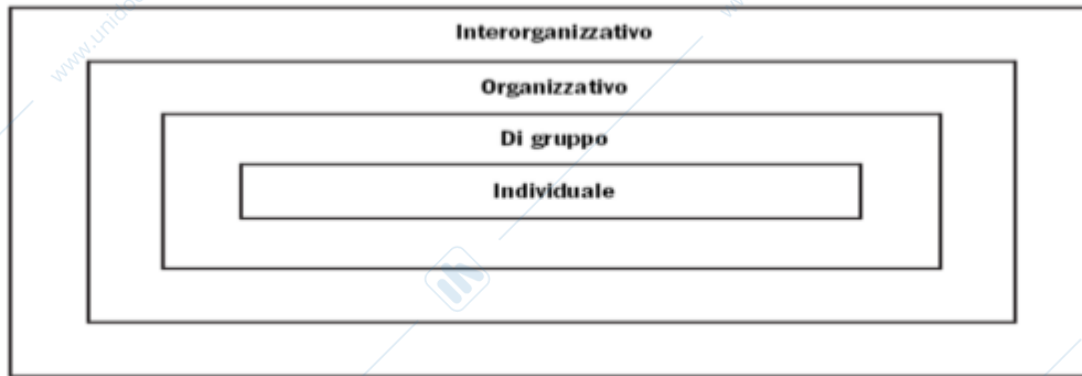 Interorganizzativo
Organizzativo
Di gruppo
Individuale